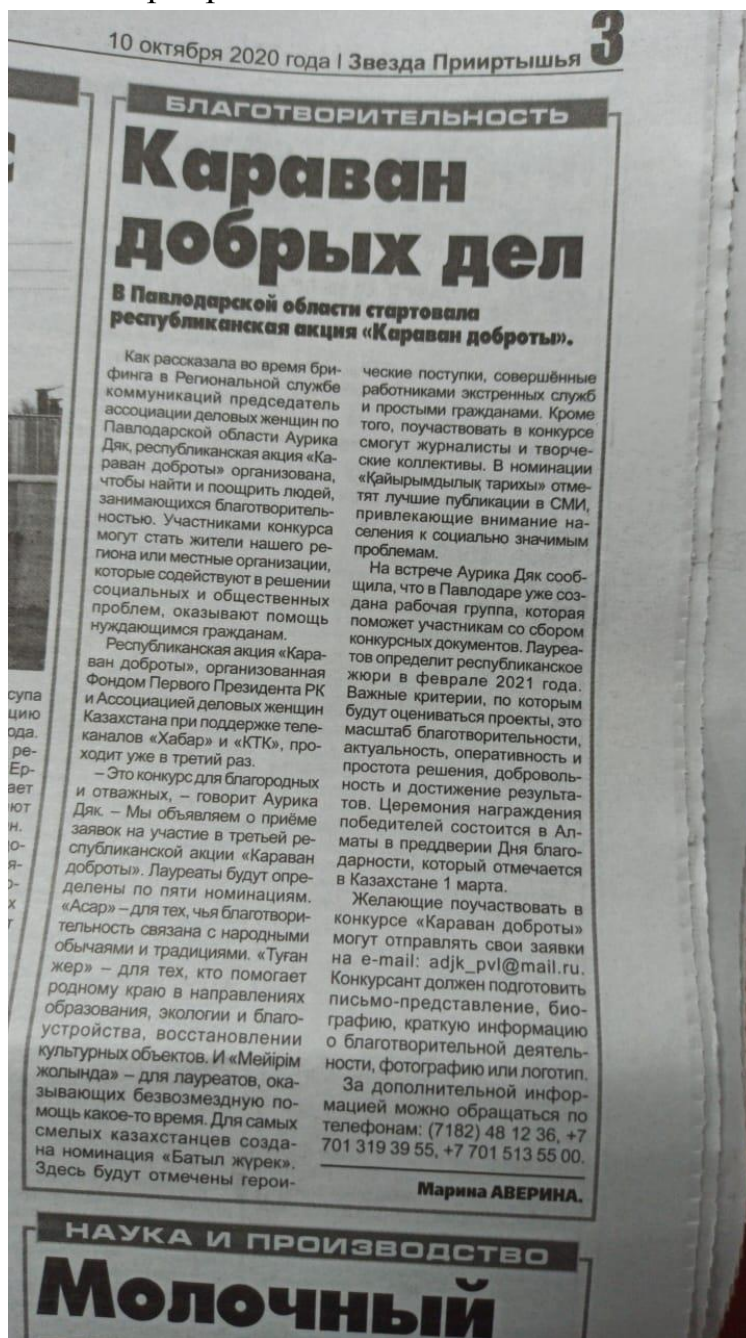 10 октября 2020 года | Звезда Прииртышья 3
БЛАГОТВОРИТЕЛЬНОСТЬ
Караван
добрых дел
В Павлодарской области стартовала
республиканская акция «Караван доброты».
Как рассказала во время бри-
финга в Региональной службе
коммуникаций председатель
ассоциации деловых женщин по
Павлодарской области Аурика
Дяк, республиканская акция «Ка-
раван доброты» организована,
чтобы найти и поощрить людей,
занимающихся благотворитель-
ностью. Участниками конкурса
могут стать жители нашего ре-
гиона или местные организации,
которые содействуют в решении
социальных и общественных
проблем, оказывают помощь
нуждающимся гражданам.
Республиканская акция «Кара-
ван доброты», организованная
Фондом Первого Президента РК
и Ассоциацией деловых женщин
Казахстана при поддержке теле-
каналов «Хабар» и «КТК», про-
ходит уже в третий раз.
– Это конкурс для благородных
и отважных, – говорит Аурика
Дяк. – Мы объявляем о приёме
заявок на участие в третьей ре-
спубликанской акции «Караван
доброты». Лауреаты будут опре-
делены по пяти номинациям.
«Асар» – для тех, чья благотвори-
тельность связана с народными
обычаями и традициями. «Туған
жер» – для тех, кто помогает
родному краю в направлениях
образования, экологии и благо-
устройства, восстановлении
культурных объектов. И «Мейірім
жолында» – для лауреатов, ока-
зывающих безвозмездную по-
мощь какое-то время. Для самых
смелых казахстанцев созда-
на номинация «Батыл жүрек».
Здесь будут отмечены герои-
ческие поступки, совершённые
работниками экстренных служб
и простыми гражданами. Кроме
того, поучаствовать в конкурсе
смогут журналисты и творче-
ские коллективы. В номинации
«Қайырымдылық тарихы» отме-
тят лучшие публикации в СМИ,
привлекающие внимание на-
селения к социально значимым
проблемам.
На встрече Аурика Дяк сооб-
щила, что в Павлодаре уже соз-
дана рабочая группа, которая
поможет участникам со сбором
конкурсных документов. Лауреа-
тов определит республиканское
жюри в феврале 2021 года.
Важные критерии, по которым
будут оцениваться проекты, это
масштаб благотворительности,
актуальность, оперативность и
простота решения, доброволь-
ность и достижение результа-
тов. Церемония награждения
победителей состоится в Ал-
маты в преддверии Дня благо-
дарности, который отмечается
в Казахстане 1 марта.
Желающие поучаствовать в
конкурсе «Караван доброты»
могут отправлять свои заявки
на e-mail: adjk_pvl@mail.ru.
Конкурсант должен подготовить
письмо-представление, био-
графию, краткую информацию
о благотворительной деятель-
ности, фотографию или логотип.
За дополнительной инфор-
мацией можно обращаться по
телефонам: (7182) 48 12 36, +7
701 319 39 55, +7 701 513 55 00.
Марина АВЕРИНА.
НАУКА И ПРОИЗВОДСТВО
Молочный